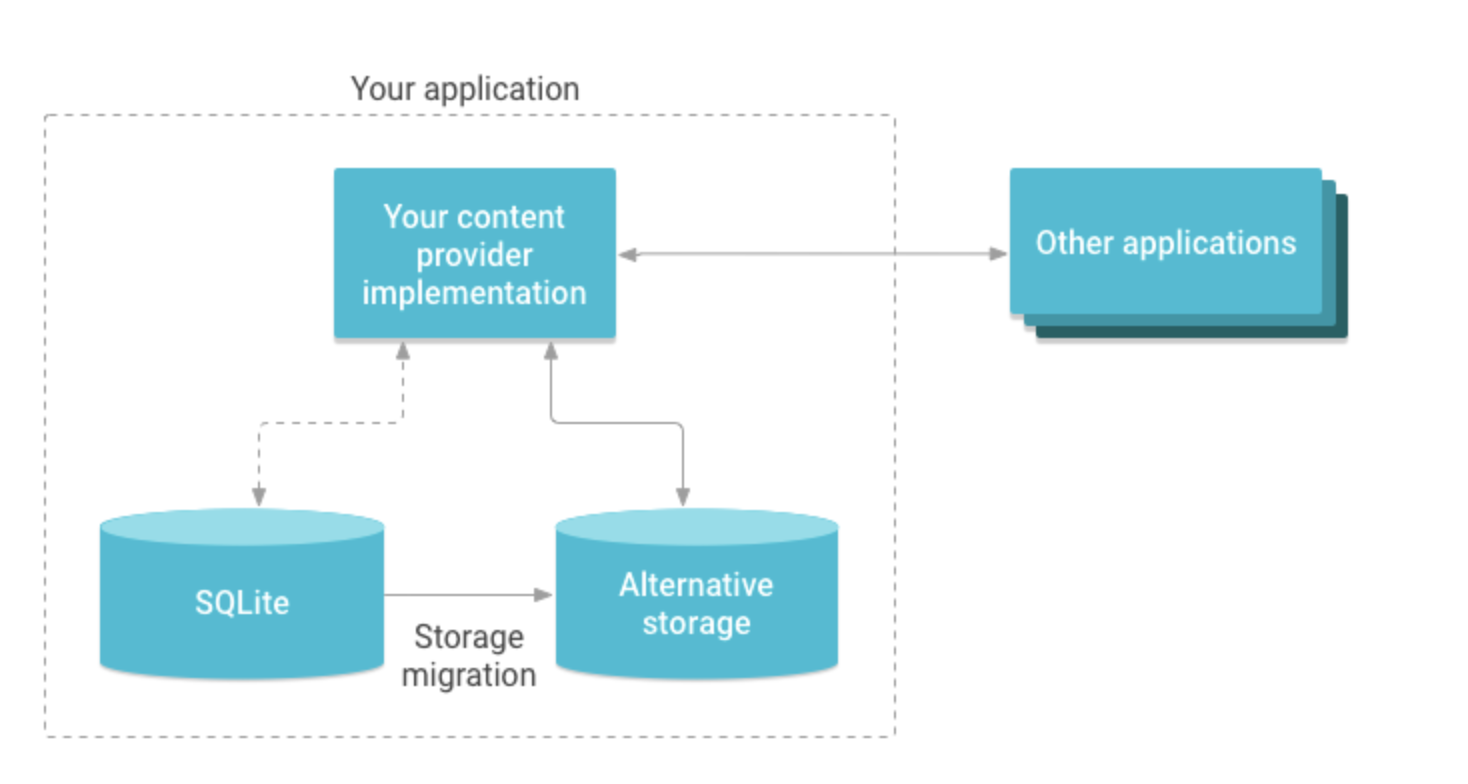 Your application
Your content
provider
implementation
Other applications
SQLite
Alternative
storage
Storage
migration